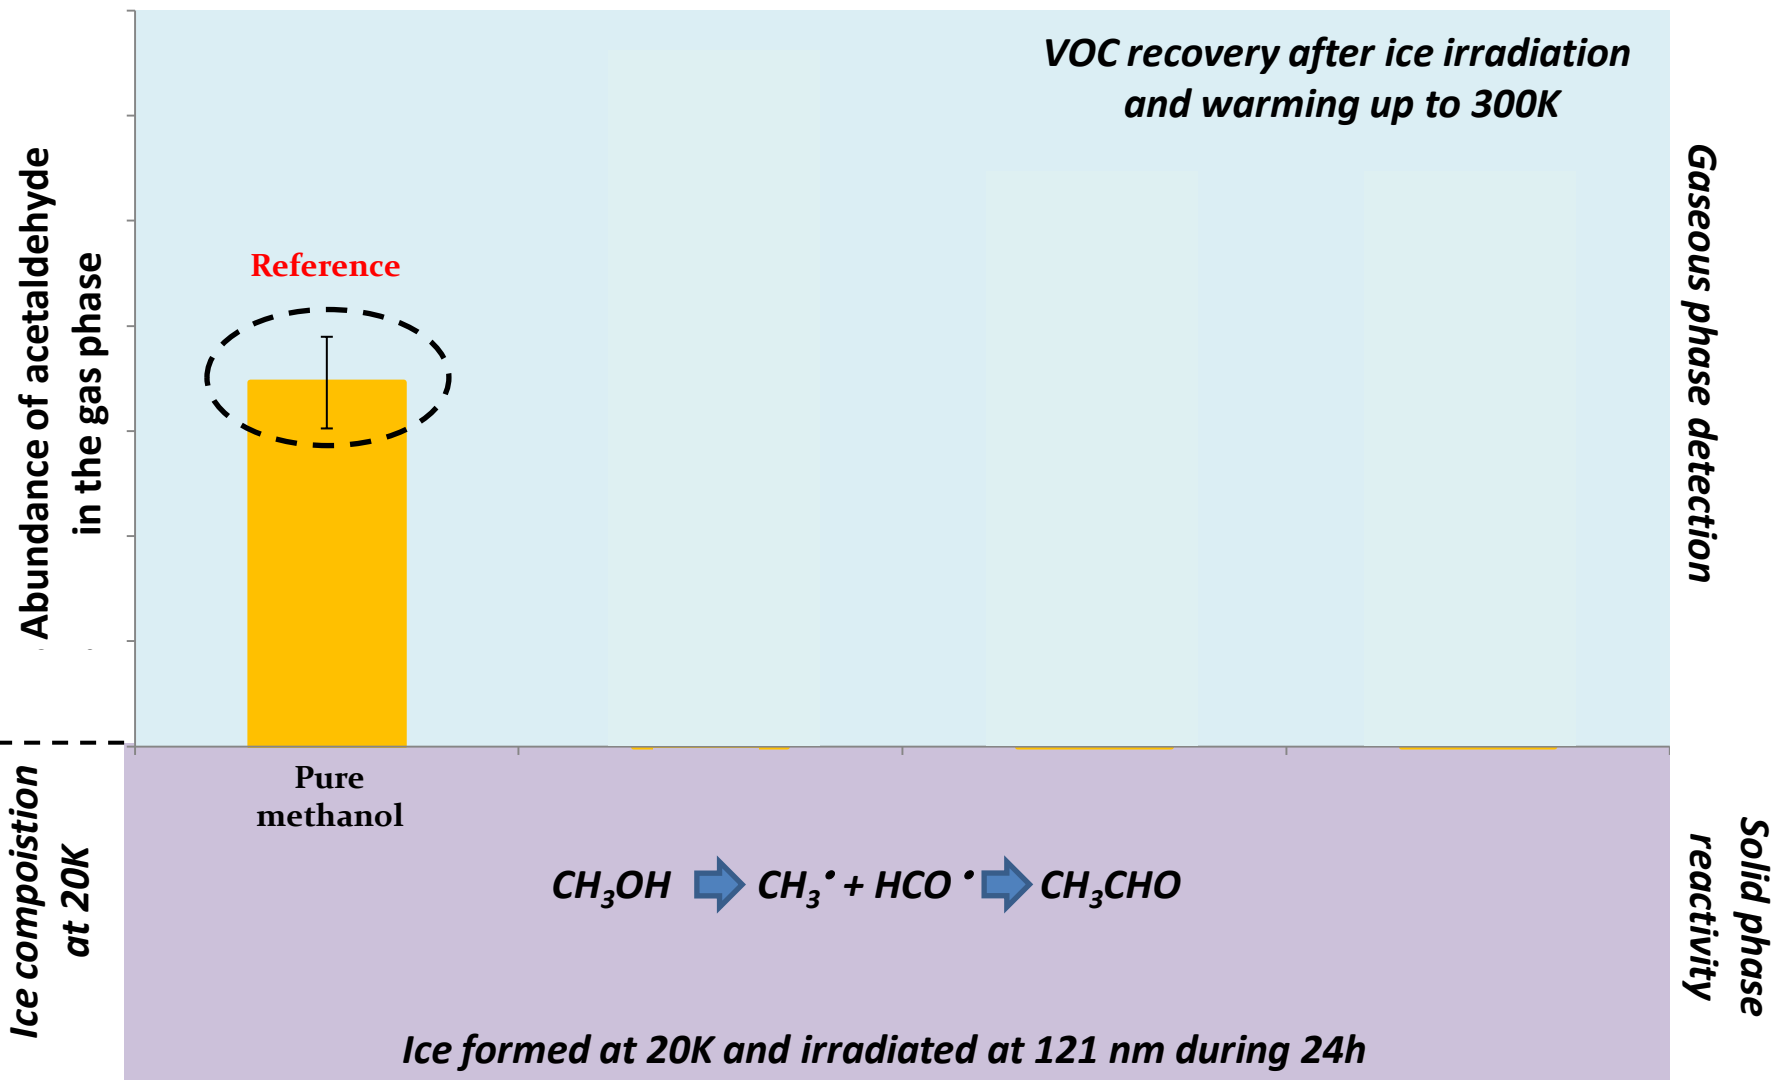 VOC recovery after ice irradiation
and warming up to 300K
Abundance of acetaldehyde
in the gas phase
Reference
Gaseous phase detection
Pure
methanol
Ice compoistion
at 20K
CH₃OH CH₃• + HCO • CH₃CHO
Solid phase
reactivity
Ice formed at 20K and irradiated at 121 nm during 24h